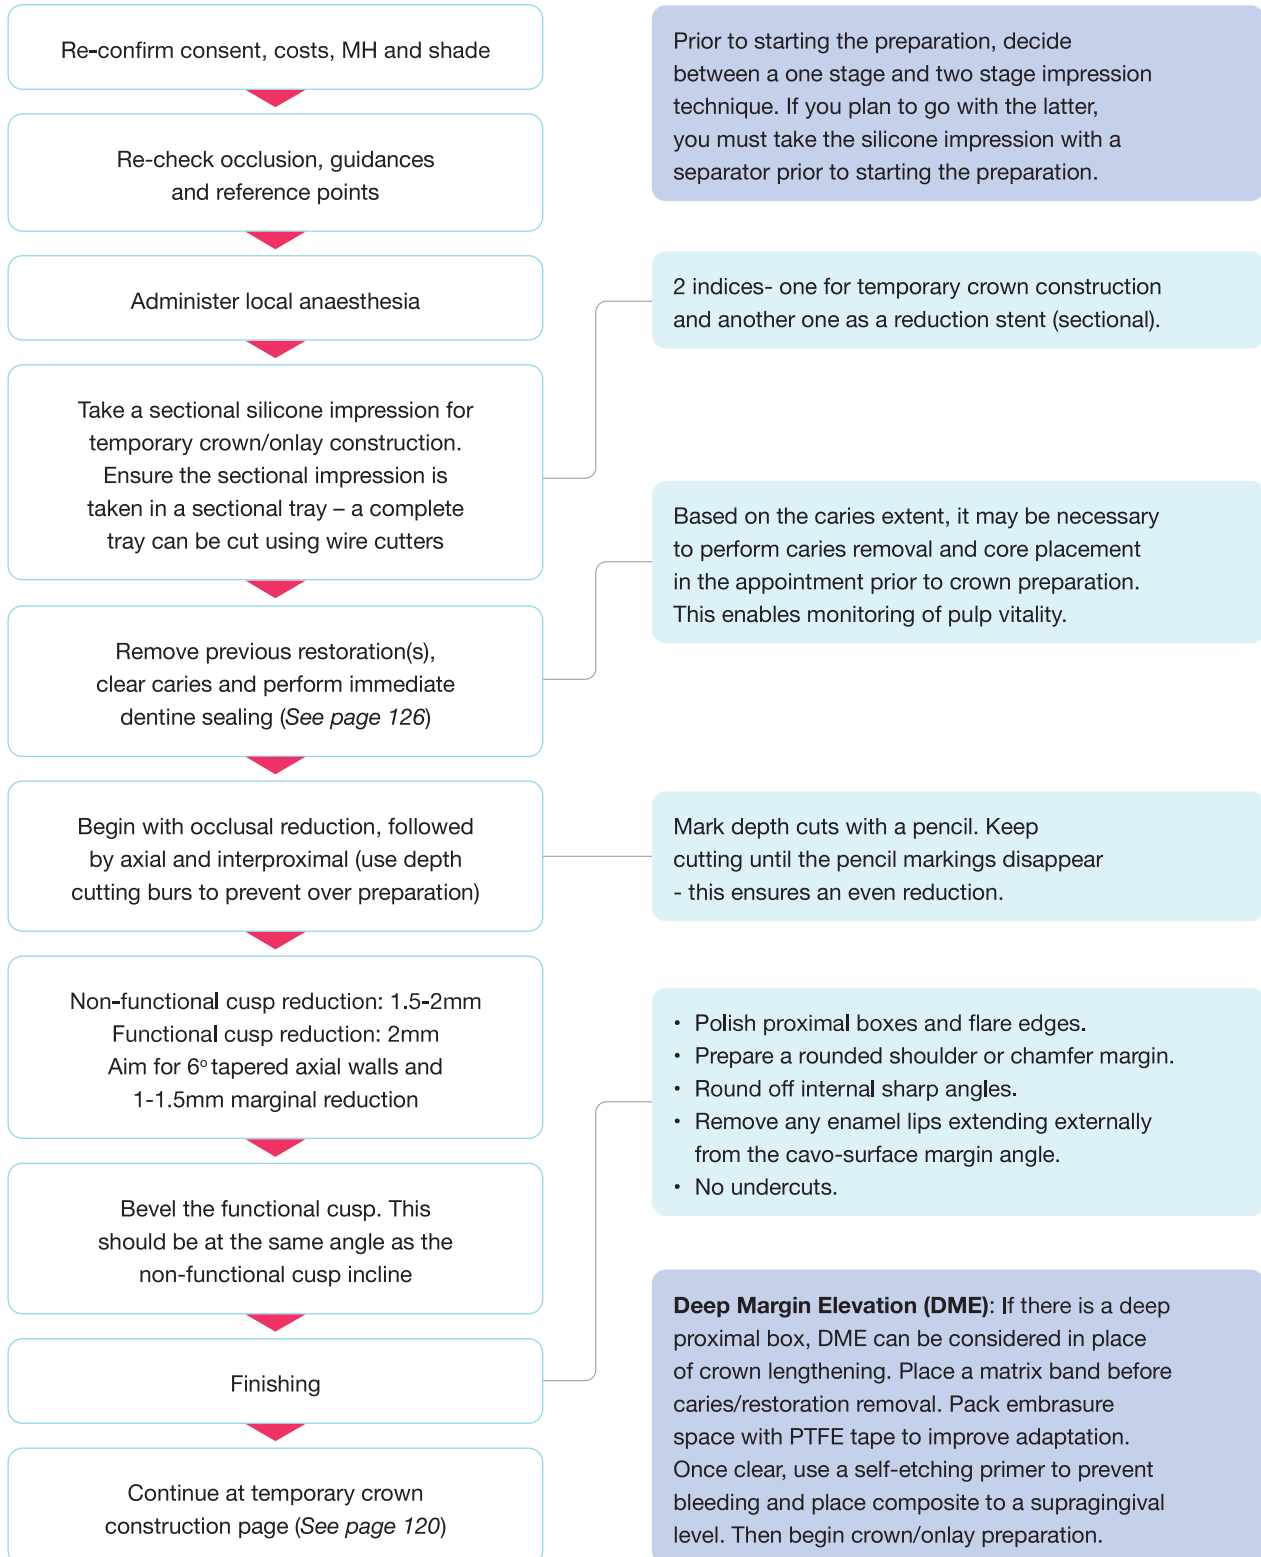 Re-confirm consent, costs, MH and shade
Re-check occlusion, guidances
and reference points
Administer local anaesthesia
Take a sectional silicone impression for
temporary crown/onlay construction.
Ensure the sectional impression is
taken in a sectional tray – a complete
tray can be cut using wire cutters
Remove previous restoration(s),
clear caries and perform immediate
dentine sealing (See page 126)
Begin with occlusal reduction, followed
by axial and interproximal (use depth
cutting burs to prevent over preparation)
Non-functional cusp reduction: 1.5-2mm
Functional cusp reduction: 2mm
Aim for 6º tapered axial walls and
1-1.5mm marginal reduction
Bevel the functional cusp. This
should be at the same angle as the
non-functional cusp incline
Finishing
Continue at temporary crown
construction page (See page 120)
Prior to starting the preparation, decide
between a one stage and two stage impression
technique. If you plan to go with the latter,
you must take the silicone impression with a
separator prior to starting the preparation.
2 indices- one for temporary crown construction
and another one as a reduction stent (sectional).
Based on the caries extent, it may be necessary
to perform caries removal and core placement
in the appointment prior to crown preparation.
This enables monitoring of pulp vitality.
Mark depth cuts with a pencil. Keep
cutting until the pencil markings disappear
- this ensures an even reduction.
• Polish proximal boxes and flare edges.
• Prepare a rounded shoulder or chamfer margin.
• Round off internal sharp angles.
• Remove any enamel lips extending externally
from the cavo-surface margin angle.
• No undercuts.
Deep Margin Elevation (DME): If there is a deep
proximal box, DME can be considered in place
of crown lengthening. Place a matrix band before
caries/restoration removal. Pack embrasure
space with PTFE tape to improve adaptation.
Once clear, use a self-etching primer to prevent
bleeding and place composite to a supragingival
level. Then begin crown/onlay preparation.